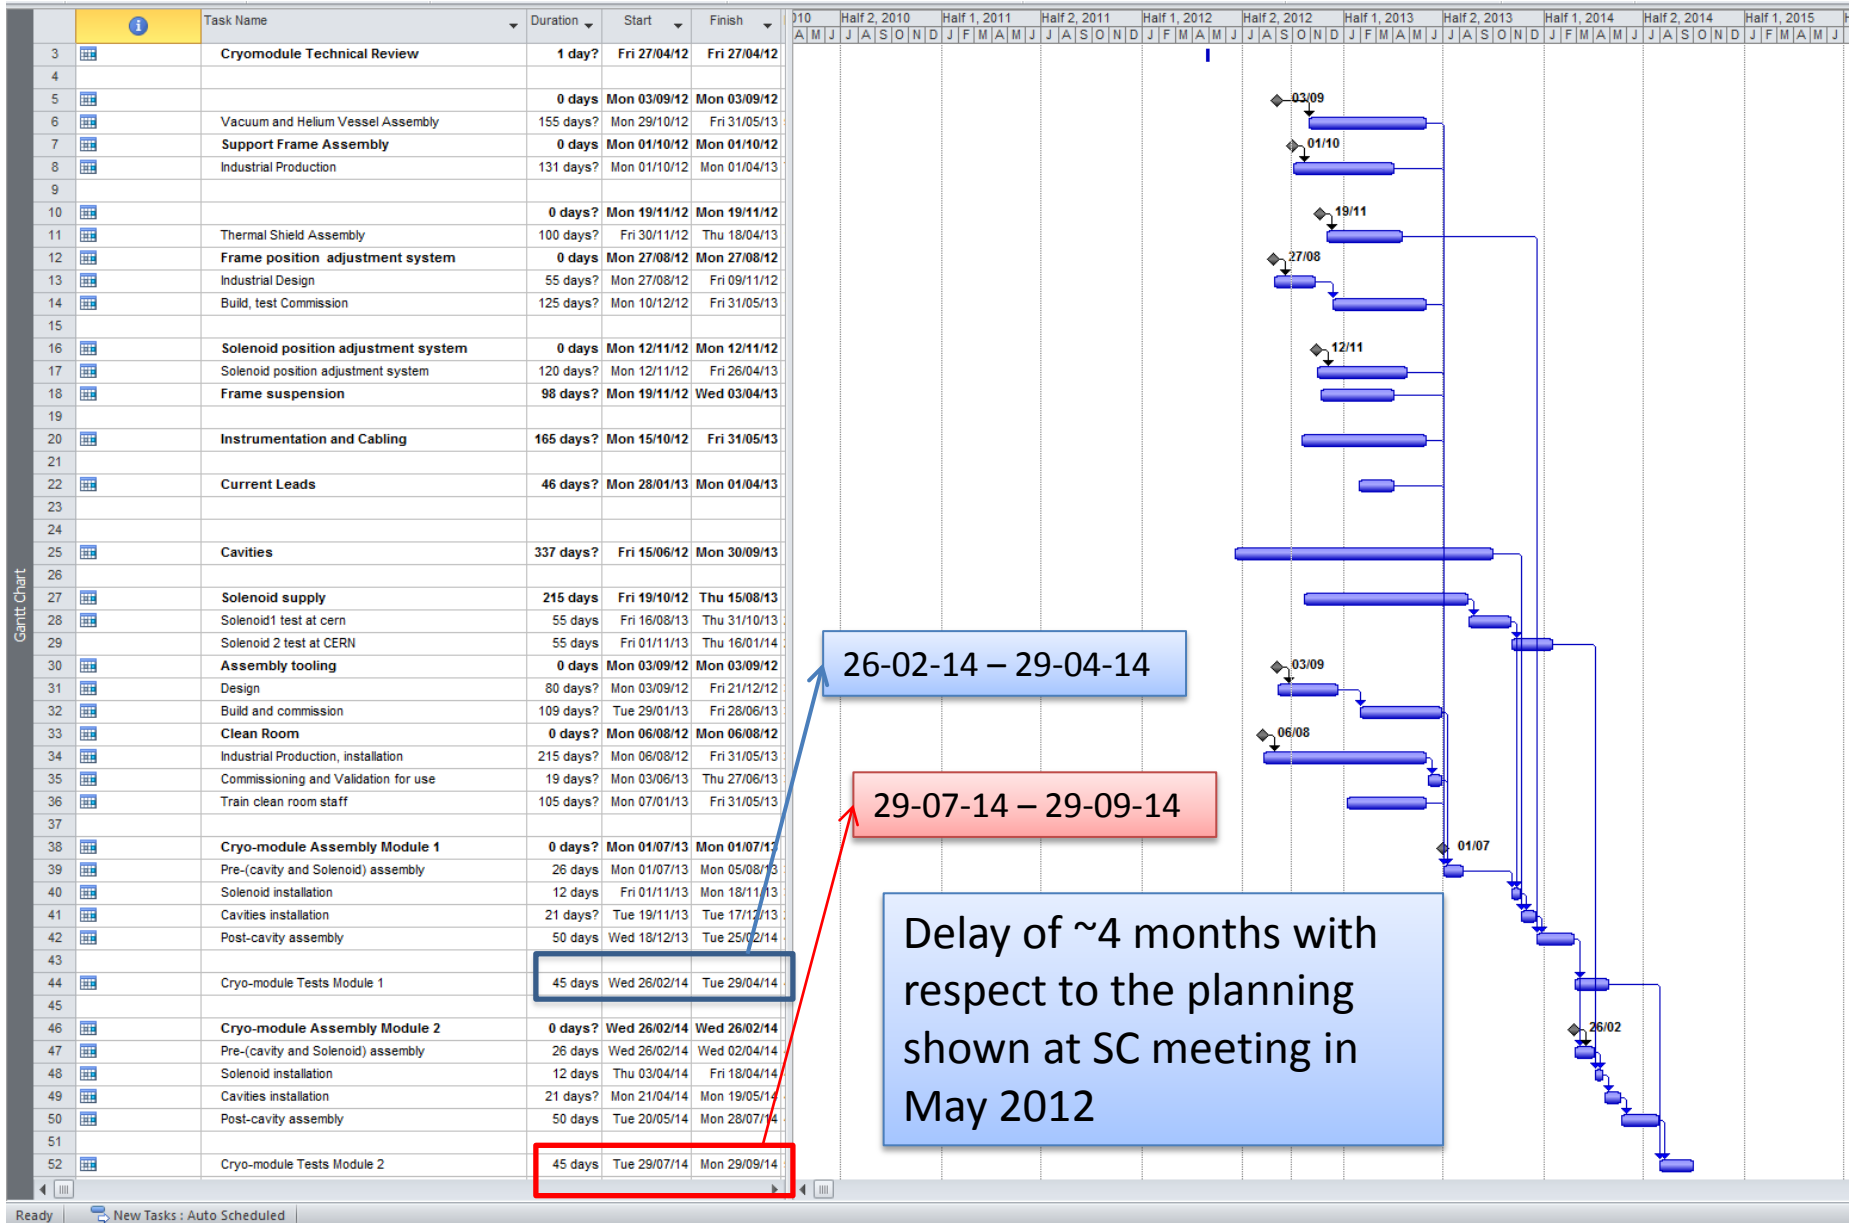 Task Name Duration Start Finish 010 Half 2, 2010 Half 1, 2011 Half 2, 2011 Half 1, 2012 Half 2, 2012 Half 1, 2013 Half 2, 2013 Half 1, 2014 Half 2, 2014 Half 1, 2015
A M J J A S O N D J F M A M J J A S O N D J F M A M J J A S O N D J F M A M J J A S O N D J F M A M J J A S O N D J F M A M J
3 Cryomodule Technical Review 1 day? Fri 27/04/12 Fri 27/04/12
4
5 0 days Mon 03/09/12 Mon 03/09/12 03/09
6 Vacuum and Helium Vessel Assembly 155 days? Mon 29/10/12 Fri 31/05/13
7 Support Frame Assembly 0 days Mon 01/10/12 Mon 01/10/12 01/10
8 Industrial Production 131 days? Mon 01/10/12 Mon 01/04/13
9
10 0 days? Mon 19/11/12 Mon 19/11/12 19/11
11 Thermal Shield Assembly 100 days? Fri 30/11/12 Thu 18/04/13
12 Frame position adjustment system 0 days Mon 27/08/12 Mon 27/08/12 27/08
13 Industrial Design 55 days? Mon 27/08/12 Fri 09/11/12
14 Build, test Commission 125 days? Mon 10/12/12 Fri 31/05/13
15
16 Solenoid position adjustment system 0 days Mon 12/11/12 Mon 12/11/12 12/11
17 Solenoid position adjustment system 120 days? Mon 12/11/12 Fri 26/04/13
18 Frame suspension 98 days? Mon 19/11/12 Wed 03/04/13
19
20 Instrumentation and Cabling 165 days? Mon 15/10/12 Fri 31/05/13
21
22 Current Leads 46 days? Mon 28/01/13 Mon 01/04/13
23
24
25 Cavities 337 days? Fri 15/06/12 Mon 30/09/13
26
27 Solenoid supply 215 days Fri 19/10/12 Thu 15/08/13
28 Solenoid1 test at cern 55 days Fri 16/08/13 Thu 31/10/13
29 Solenoid 2 test at CERN 55 days Fri 01/11/13 Thu 16/01/14
30 Assembly tooling 0 days Mon 03/09/12 Mon 03/09/12 03/09
31 Design 80 days? Mon 03/09/12 Fri 21/12/12
32 Build and commission 109 days? Tue 29/01/13 Fri 28/06/13
33 Clean Room 0 days? Mon 06/08/12 Mon 06/08/12 06/08
34 Industrial Production, installation 215 days? Mon 06/08/12 Fri 31/05/13
35 Commissioning and Validation for use 19 days? Mon 03/06/13 Thu 27/06/13
36 Train clean room staff 105 days? Mon 07/01/13 Fri 31/05/13
37
38 Cryo-module Assembly Module 1 0 days? Mon 01/07/13 Mon 01/07/13 01/07
39 Pre-(cavity and Solenoid) assembly 26 days Mon 01/07/13 Mon 05/08/13
40 Solenoid installation 12 days Fri 01/11/13 Mon 18/11/13
41 Cavities installation 21 days? Tue 19/11/13 Tue 17/12/13
42 Post-cavity assembly 50 days Wed 18/12/13 Tue 25/02/14
43
44 Cryo-module Tests Module 1 45 days Wed 26/02/14 Tue 29/04/14
45
46 Cryo-module Assembly Module 2 0 days? Wed 26/02/14 Wed 26/02/14 26/02
47 Pre-(cavity and Solenoid) assembly 26 days Wed 26/02/14 Wed 02/04/14
48 Solenoid installation 12 days Thu 03/04/14 Fri 18/04/14
49 Cavities installation 21 days? Mon 21/04/14 Mon 19/05/14
50 Post-cavity assembly 50 days Tue 20/05/14 Mon 28/07/14
51
52 Cryo-module Tests Module 2 45 days Tue 29/07/14 Mon 29/09/14
26-02-14 – 29-04-14
29-07-14 – 29-09-14
Delay of ~4 months with
respect to the planning
shown at SC meeting in
May 2012
Gantt Chart
Ready New Tasks : Auto Scheduled